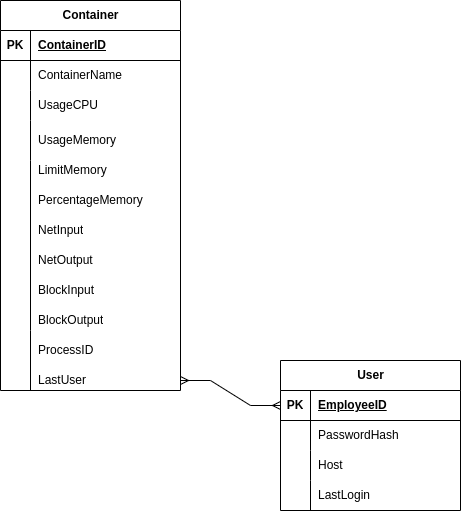 Container
PK ContainerID
ContainerName
UsageCPU
UsageMemory
LimitMemory
PercentageMemory
NetInput
NetOutput
BlockInput
BlockOutput
ProcessID
LastUser
User
PK EmployeeID
PasswordHash
Host
LastLogin